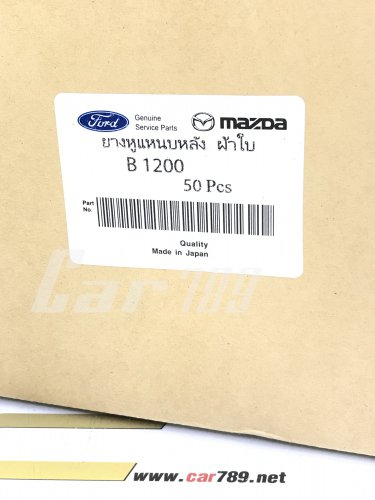 Ford
Genuine
Service Parts
mazda
ยางหูแหนบหลัง ผ้าใบ
B 1200
50 Pcs
Part
No.
Quality
Made in Japan
Car789
www.car789.net